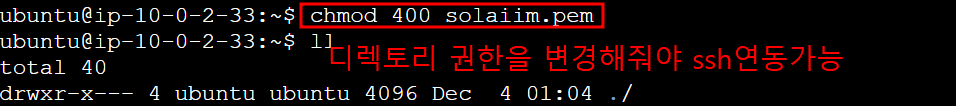 ubuntu@ip-10-0-2-33:~$ chmod 400 solaiim.pem
ubuntu@ip-10-0-2-33:~$ ll
디렉토리 권한을 변경해줘야 ssh연동가능
total 40
drwxr-x--- 4 ubuntu ubuntu 4096 Dec  4 01:04 ./